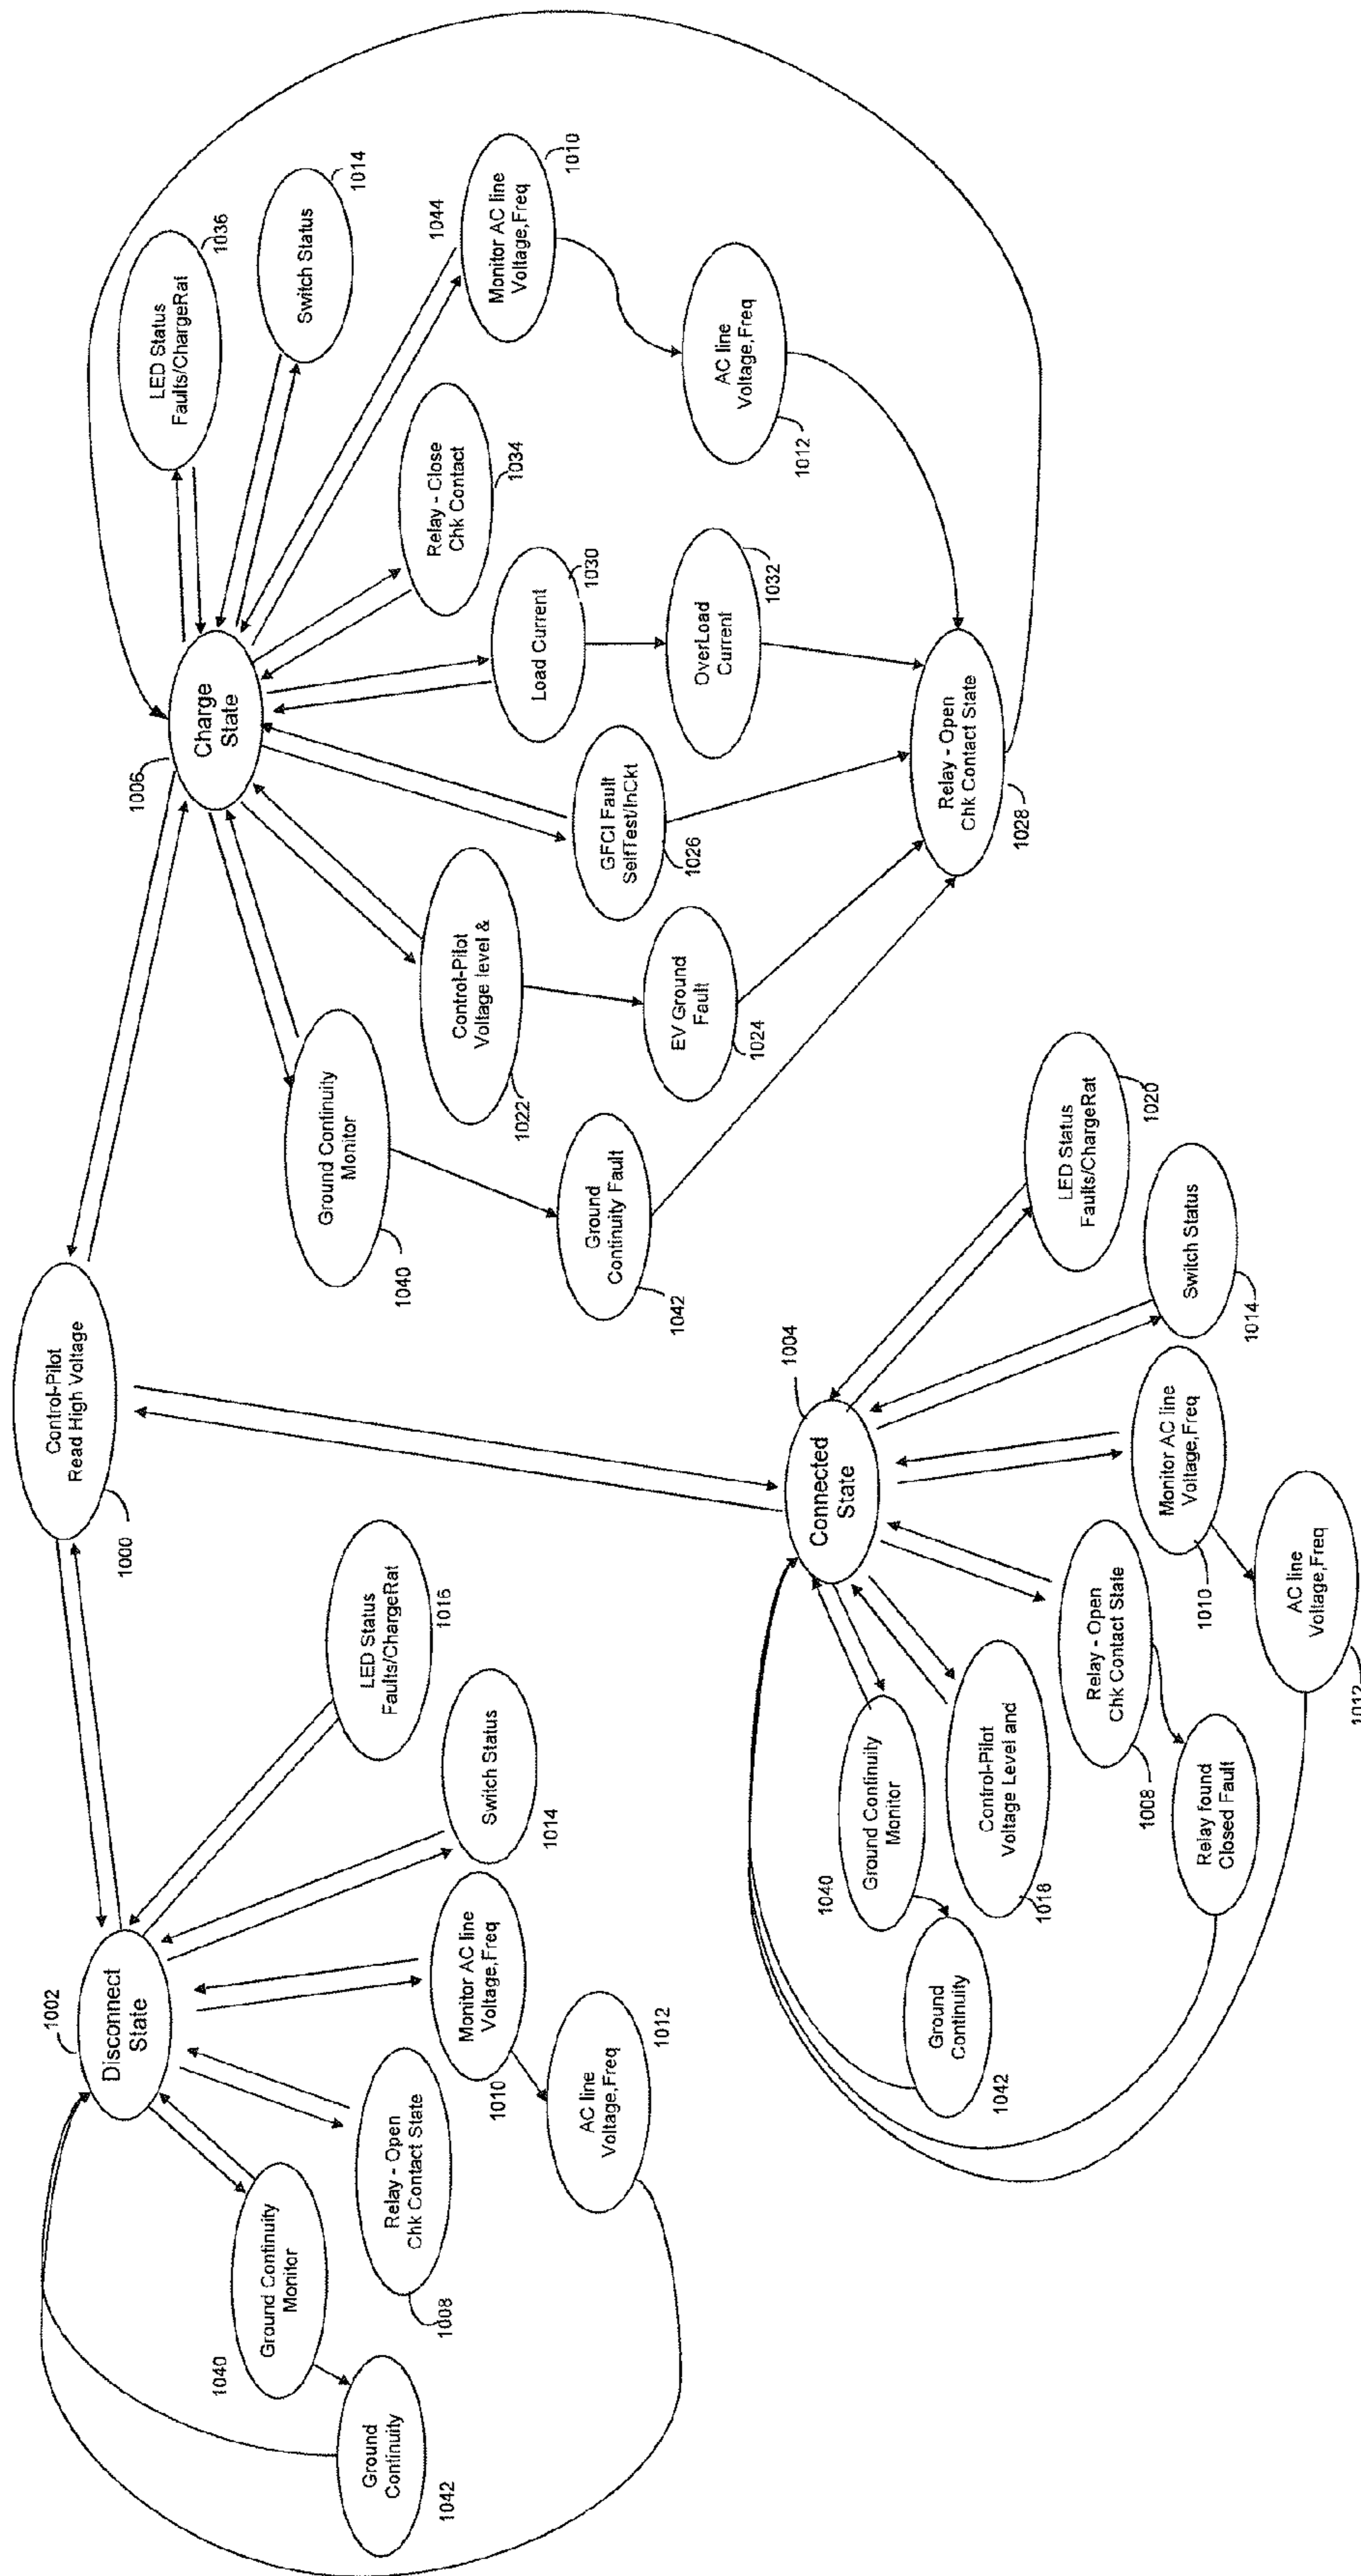 Control-Pilot
Read High Voltage
1000
1002
Disconnect
State
LED Status
Faults/ChargeRat
1016
Switch Status
1014
Monitor AC line
Voltage,Freq
1010
AC line
Voltage,Freq
1012
Relay - Open
Chk Contact State
1008
Ground Continuity
Monitor
1040
Ground
Continuity
1042
1004
Connected
State
LED Status
Faults/ChargeRat
1020
Switch Status
1014
Monitor AC line
Voltage,Freq
1010
AC line
Voltage,Freq
1012
Relay - Open
Chk Contact State
1008
Relay found
Closed Fault
Control-Pilot
Voltage Level and
1018
Ground Continuity
Monitor
1040
Ground
Continuity
1042
1006
Charge
State
LED Status
Faults/ChargeRat
1036
Switch Status
1014
1044
Monitor AC line
Voltage,Freq
1010
AC line
Voltage,Freq
1012
Relay - Close
Chk Contact
1034
Load Current
1030
OverLoad
Current
1032
GFCI Fault
SelfTest/InCkt
1026
Control-Pilot
Voltage level &
1022
EV Ground
Fault
1024
Ground Continuity
Monitor
1040
Ground
Continuity Fault
1042
Relay - Open
Chk Contact State
1028